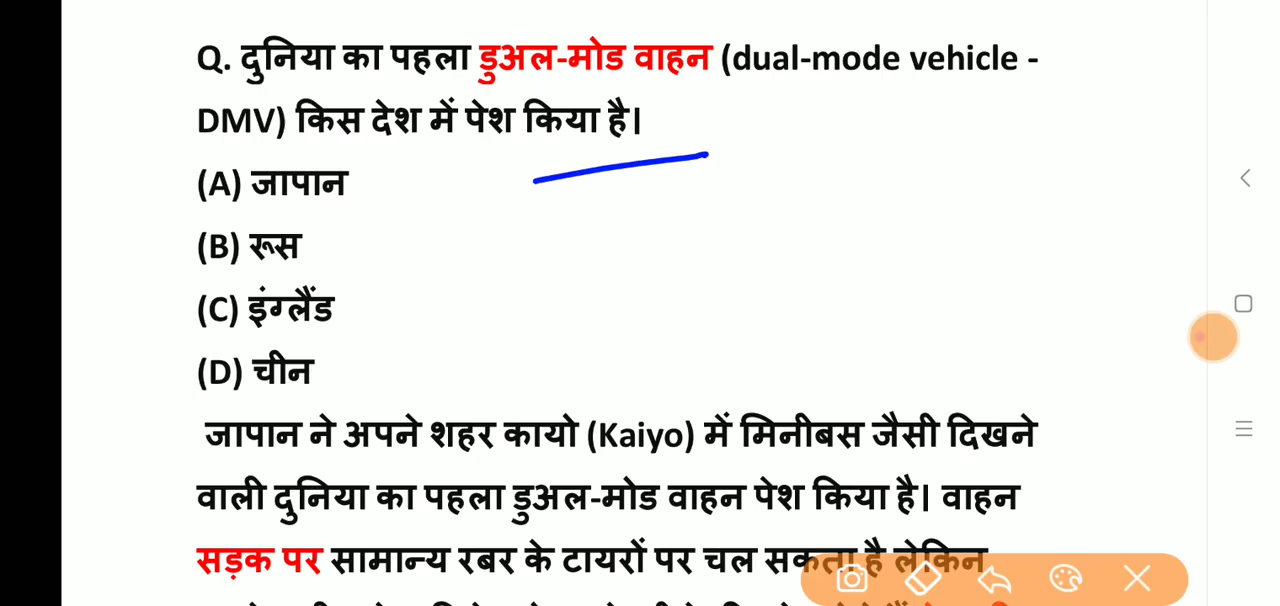 Q. दुनिया का पहला डुअल-मोड वाहन (dual-mode vehicle -
DMV) किस देश में पेश किया है।
(A) जापान
(B) रूस
(C) इंग्लैंड
(D) चीन
जापान ने अपने शहर कायो (Kaiyo) में मिनीबस जैसी दिखने
वाली दुनिया का पहला डुअल-मोड वाहन पेश किया है। वाहन
सड़क पर सामान्य रबर के टायरों पर चल सकता है लेकिन